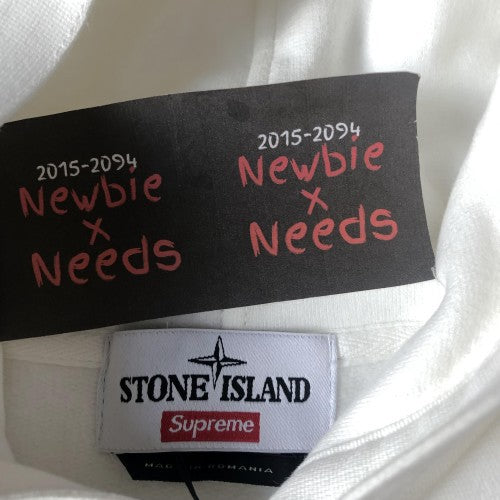 2015-2094
Newbie
x
Needs
2015-2094
Newbie
x
Needs
STONE ISLAND
Supreme
MADE IN ROMANIA